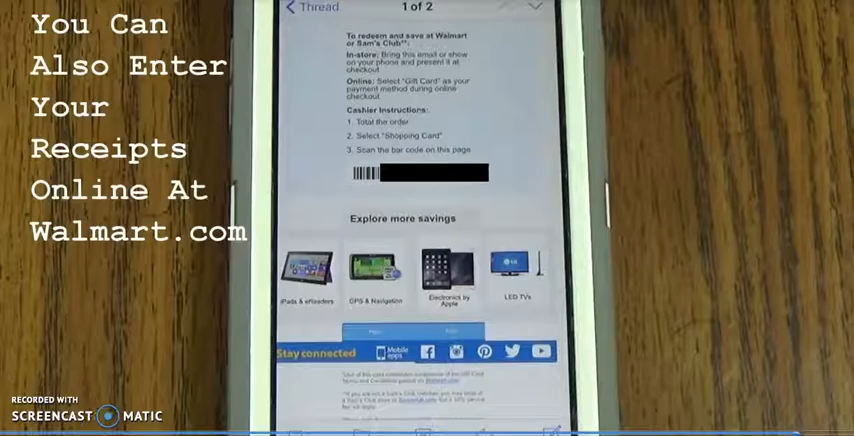 You Can
Also Enter
Your
Receipts
Online At
Walmart.com
Thread
1 of 2
To redeem and save at Walmart
or Sam's Club**:
In-store: Bring this email or show
on your phone and present it at
checkout
Online: Select "Gift Card" as your
payment method during online
checkout
Cashier Instructions:
1. Total the order
2. Select "Shopping Card"
3. Scan the bar code on this page
Explore more savings
iPads & eReaders
GPS & Navigation
Electronics by
Apple
LED TVs
LG
Stay connected
Mobile
apps
RECORDED WITH
SCREENCAST MATIC